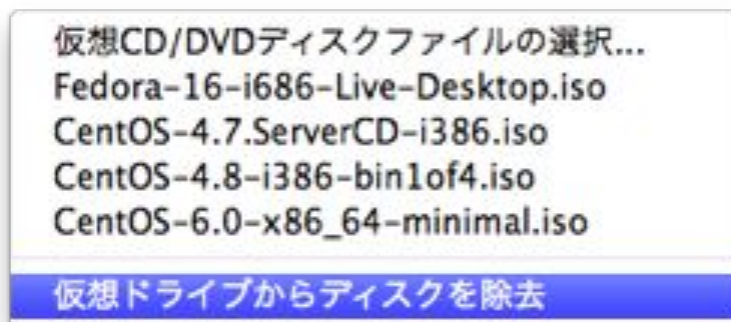 仮想CD/DVDディスクファイルの選択...
Fedora-16-i686-Live-Desktop.iso
CentOS-4.7.ServerCD-i386.iso
CentOS-4.8-i386-bin1of4.iso
CentOS-6.0-x86_64-minimal.iso
仮想ドライブからディスクを除去